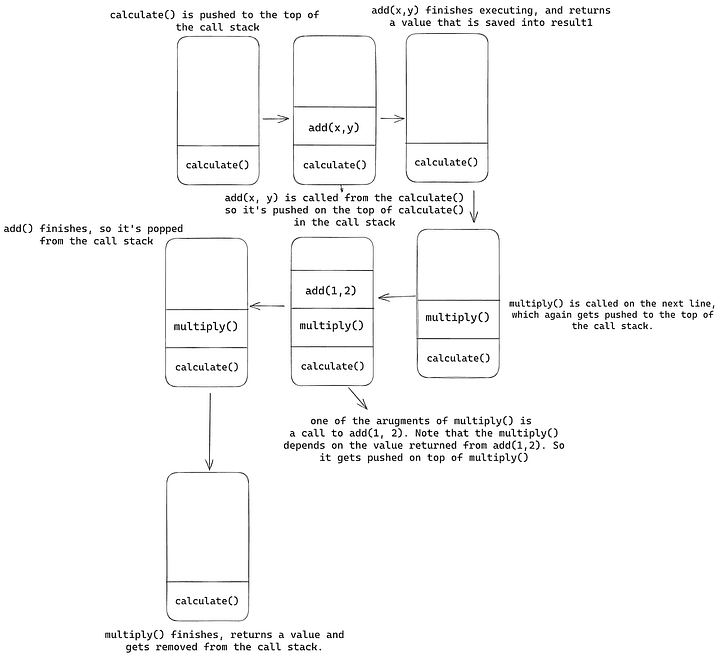 calculate() is pushed to the top of
the call stack
add(x,y) finishes executing, and returns
a value that is saved into result1
calculate()
add(x,y)
calculate()
calculate()
add(x, y) is called from the calculate()
so it's pushed on the top of calculate()
in the call stack
multiply()
calculate()
multiply() is called on the next line,
which again gets pushed to the top of
the call stack.
add(1,2)
multiply()
calculate()
one of the arugments of multiply() is
a call to add(1, 2). Note that the multiply()
depends on the value returned from add(1,2). So
it gets pushed on top of multiply()
add() finishes, so it's popped
from the call stack
multiply()
calculate()
calculate()
multiply() finishes, returns a value and
gets removed from the call stack.